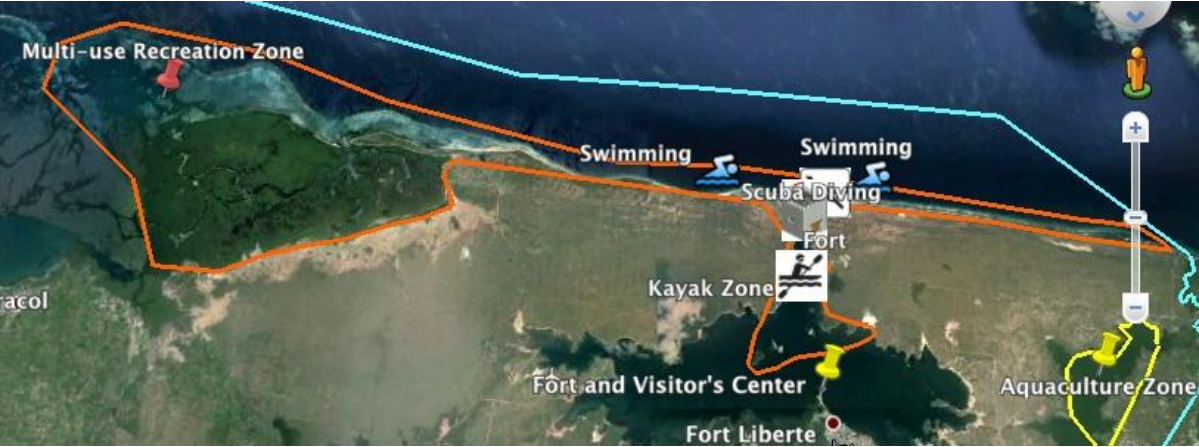 Multi-use Recreation Zone
Swimming
Swimming
Scuba Diving
Fort
Kayak Zone
racol
Fort and Visitor's Center
Aquaculture Zone
Fort Liberte